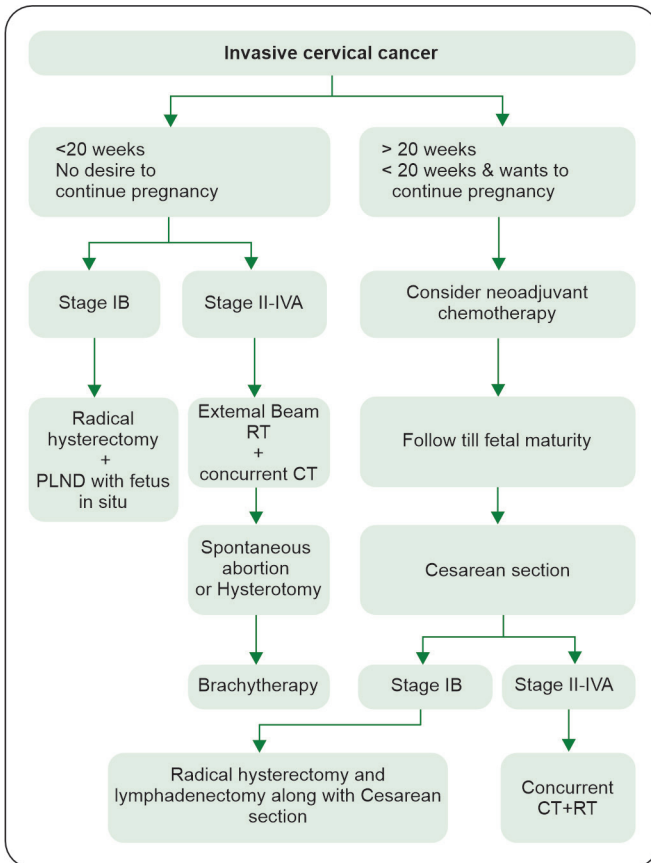 Invasive cervical cancer
<20 weeks
No desire to
continue pregnancy
> 20 weeks
< 20 weeks & wants to
continue pregnancy
Stage IB
Stage II-IVA
Consider neoadjuvant
chemotherapy
Radical
hysterectomy
+
PLND with fetus
in situ
External Beam
RT
+
concurrent CT
Follow till fetal maturity
Spontaneous
abortion
or Hysterotomy
Cesarean section
Brachytherapy
Stage IB
Stage II-IVA
Radical hysterectomy and
lymphadenectomy along with Cesarean
section
Concurrent
CT+RT